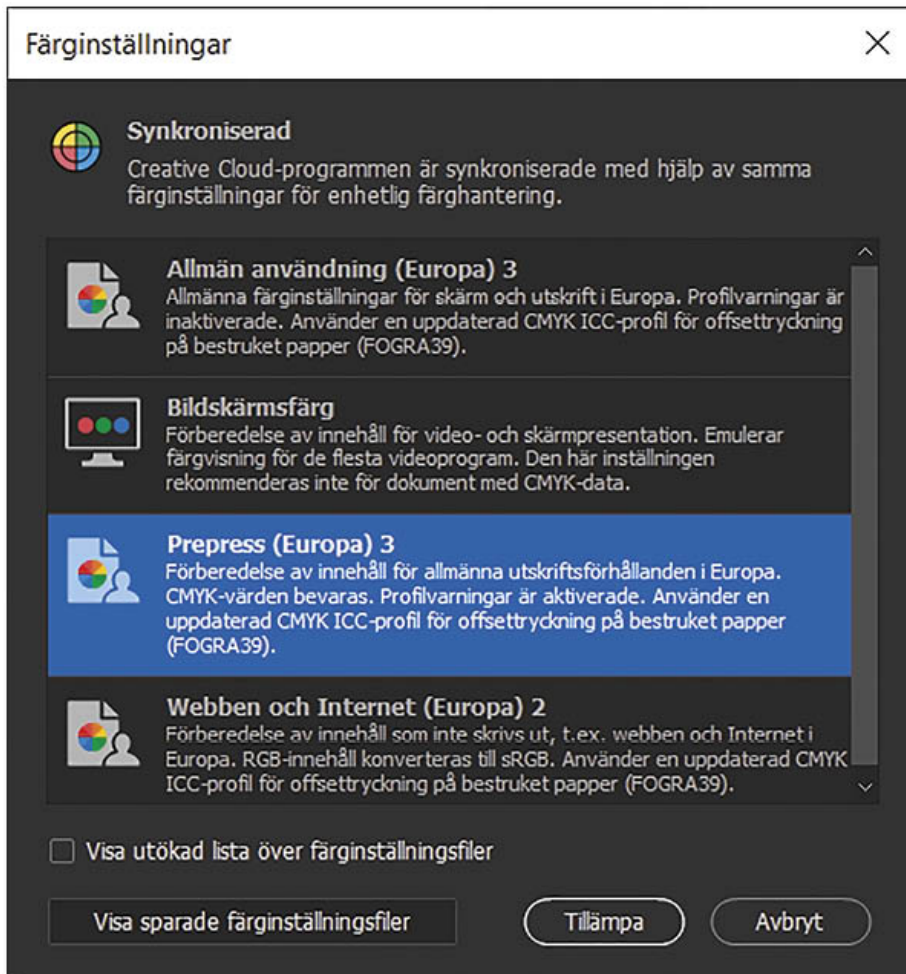 Färginställningar
Synkroniserad
Creative Cloud-programmen är synkroniserade med hjälp av samma
färginställningar för enhetlig färghantering.
Allmän användning (Europa) 3
Allmänna färginställningar för skärm och utskrift i Europa. Profilvarningar är
inaktiverade. Använder en uppdaterad CMYK ICC-profil för offsettryckning
på bestruket papper (FOGRA39).
Bildskärmsfärg
Förberedelse av innehåll för video- och skärmpresentation. Emulerar
färgvisning för de flesta videoprogram. Den här inställningen
rekommenderas inte för dokument med CMYK-data.
Prepress (Europa) 3
Förberedelse av innehåll för allmänna utskriftsförhållanden i Europa.
CMYK-värden bevaras. Profilvarningar är aktiverade. Använder en
uppdaterad CMYK ICC-profil för offsettryckning på bestruket papper
(FOGRA39).
Webben och Internet (Europa) 2
Förberedelse av innehåll som inte skrivs ut, t.ex. webben och Internet i
Europa. RGB-innehåll konverteras till sRGB. Använder en uppdaterad CMYK
ICC-profil för offsettryckning på bestruket papper (FOGRA39).
Visa utökad lista över färginställningsfiler
Visa sparade färginställningsfiler
Tillämpa
Avbryt